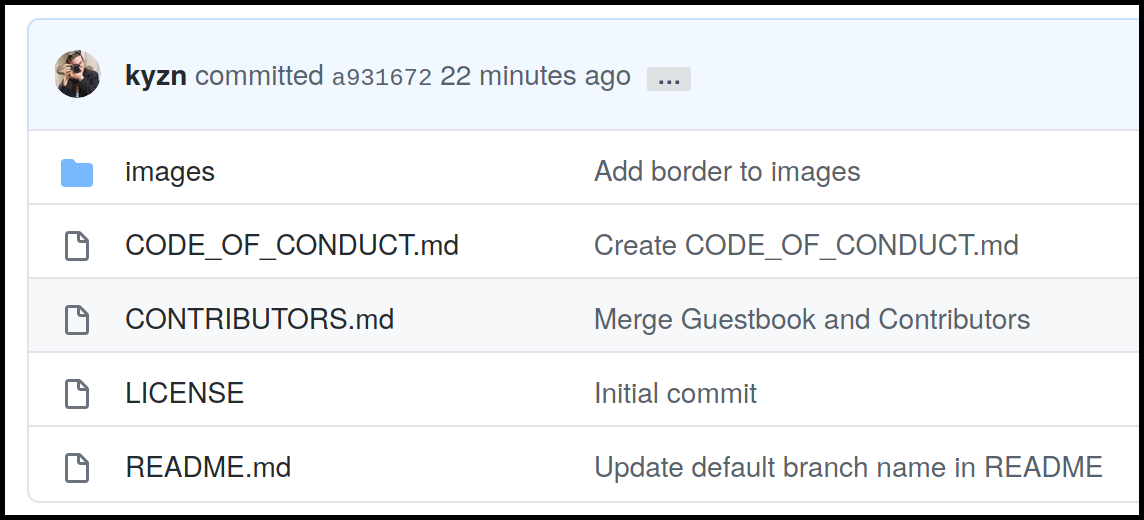 kyzn committed a931672 22 minutes ago ...
images Add border to images
CODE_OF_CONDUCT.md Create CODE_OF_CONDUCT.md
CONTRIBUTORS.md Merge Guestbook and Contributors
LICENSE Initial commit
README.md Update default branch name in README